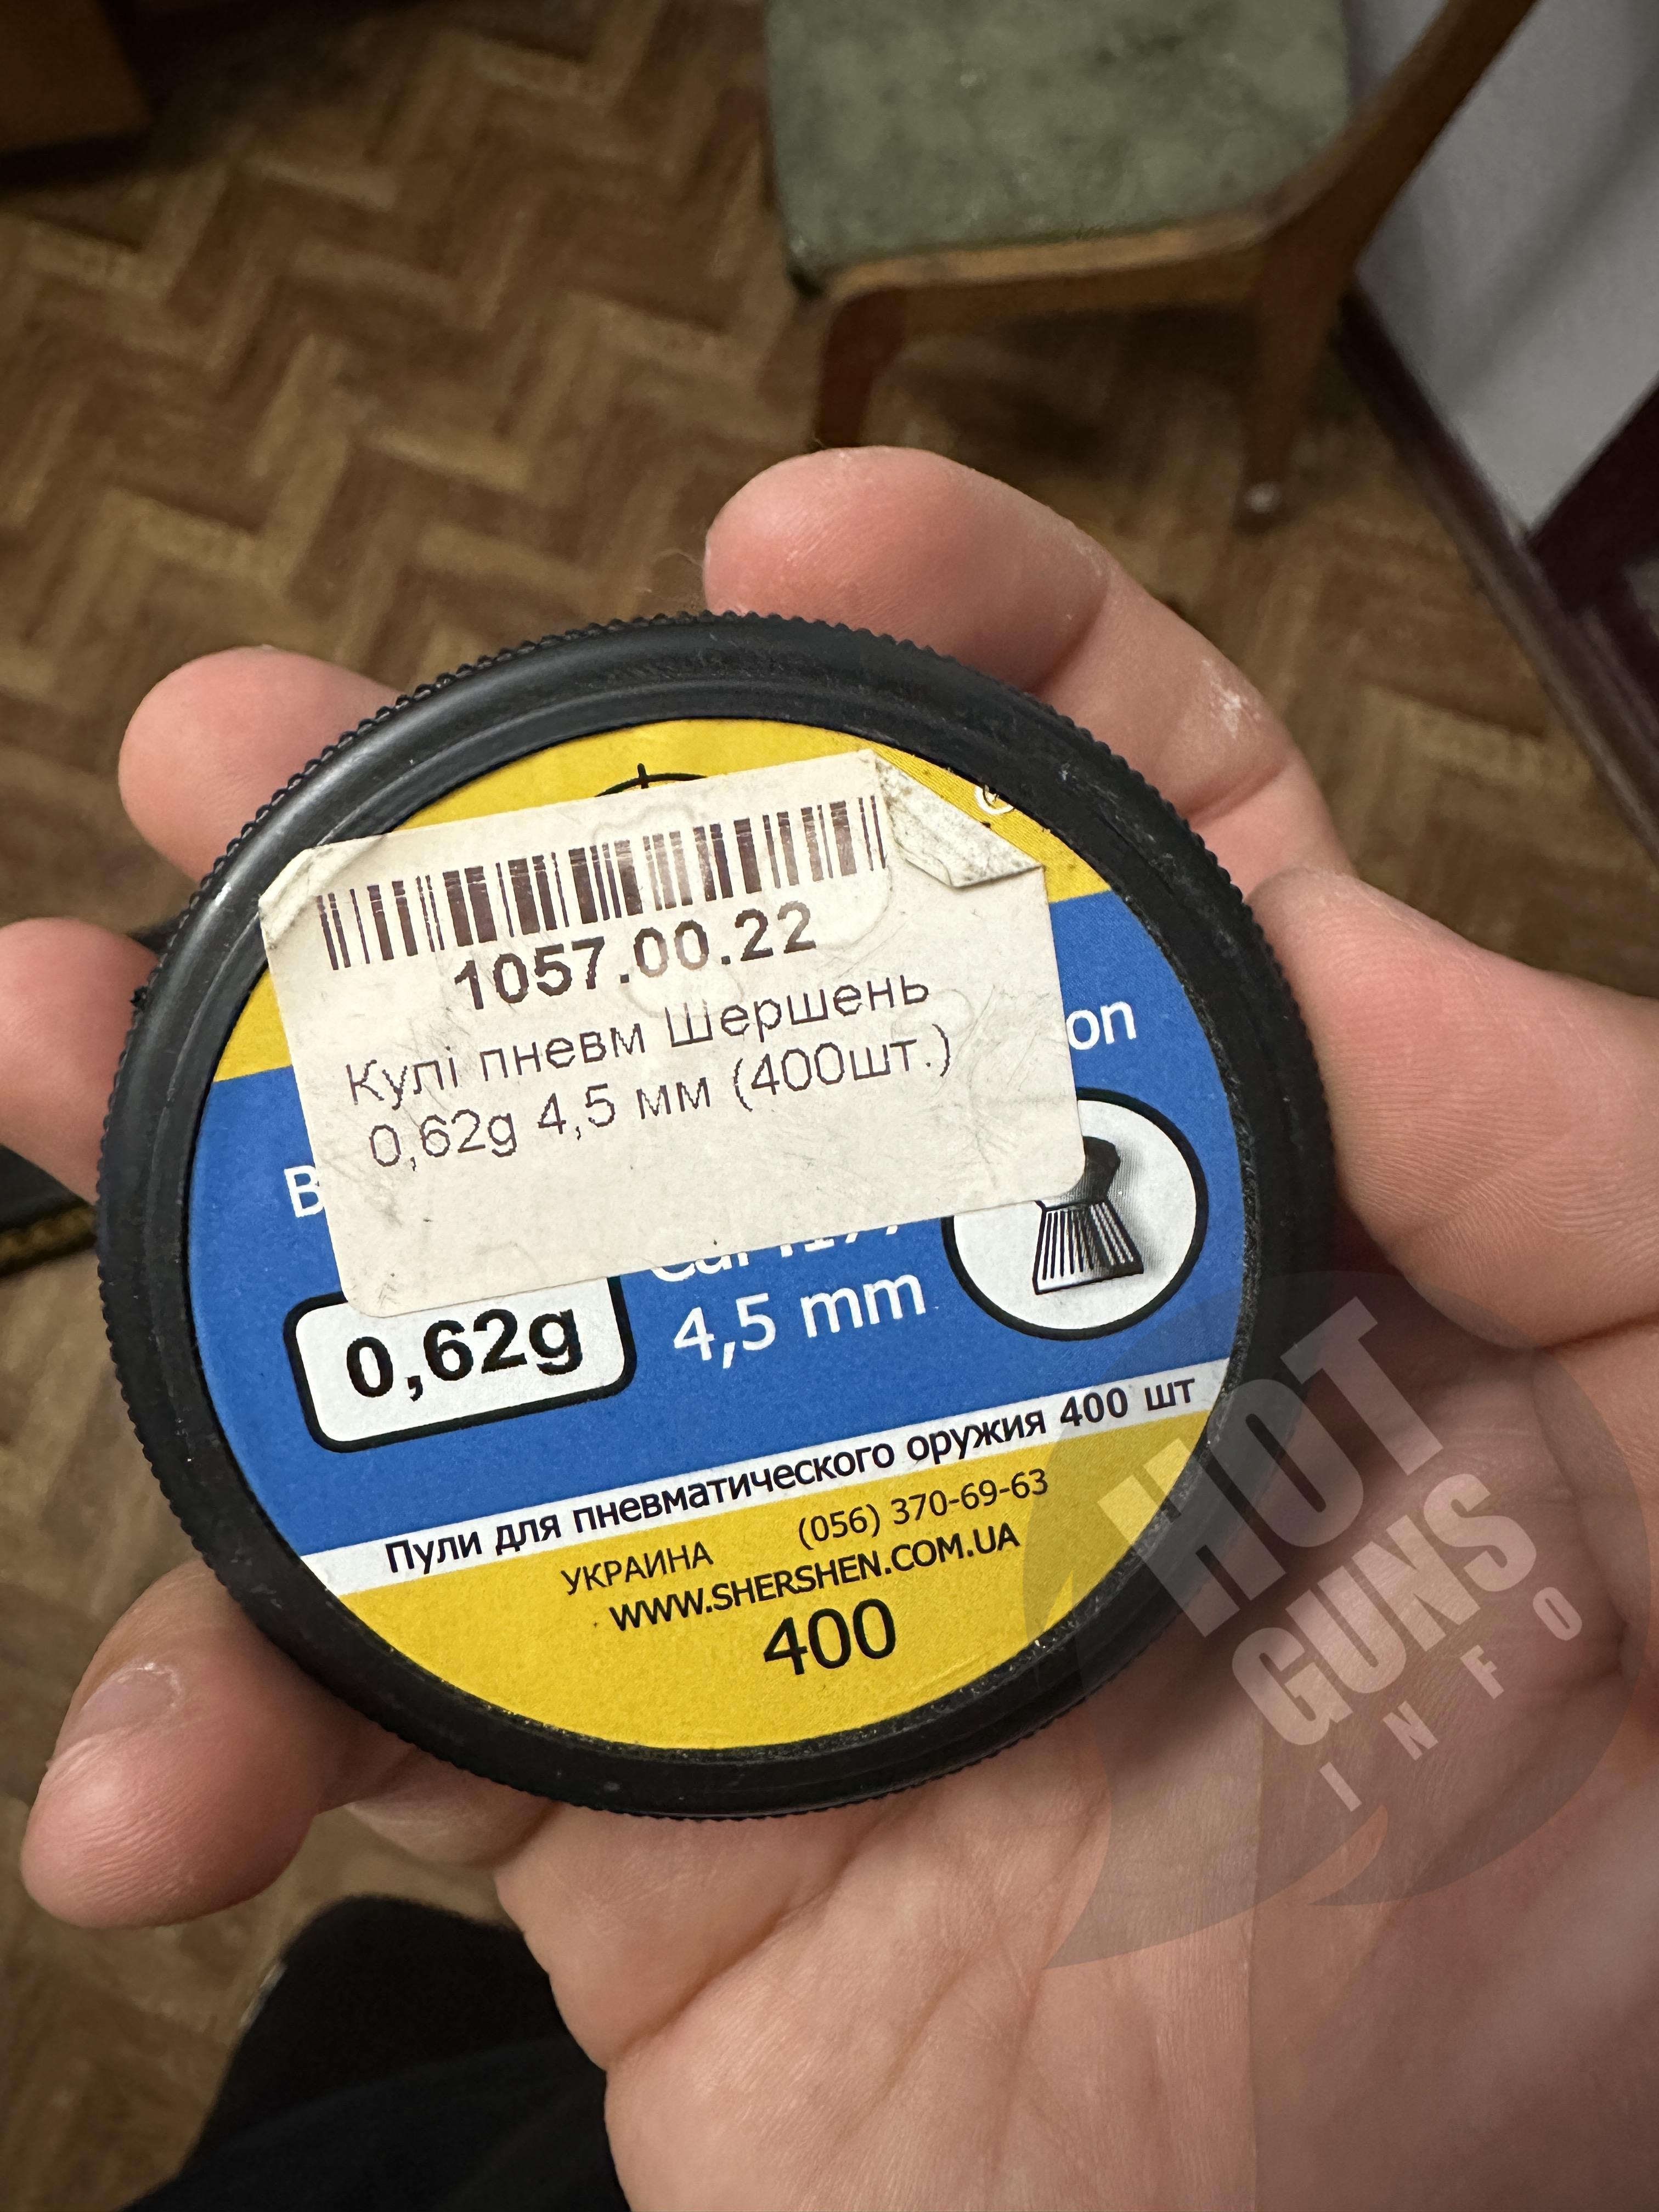 1057.00.22
Кулі пневм Шершень
0,62g 4,5 мм (400шт.)
0,62g
4,5 mm
Пули для пневматического оружия 400 шт
УКРАИНА (056) 370-69-63
WWW.SHERSHEN.COM.UA
400
HOT
GUNS
INFO